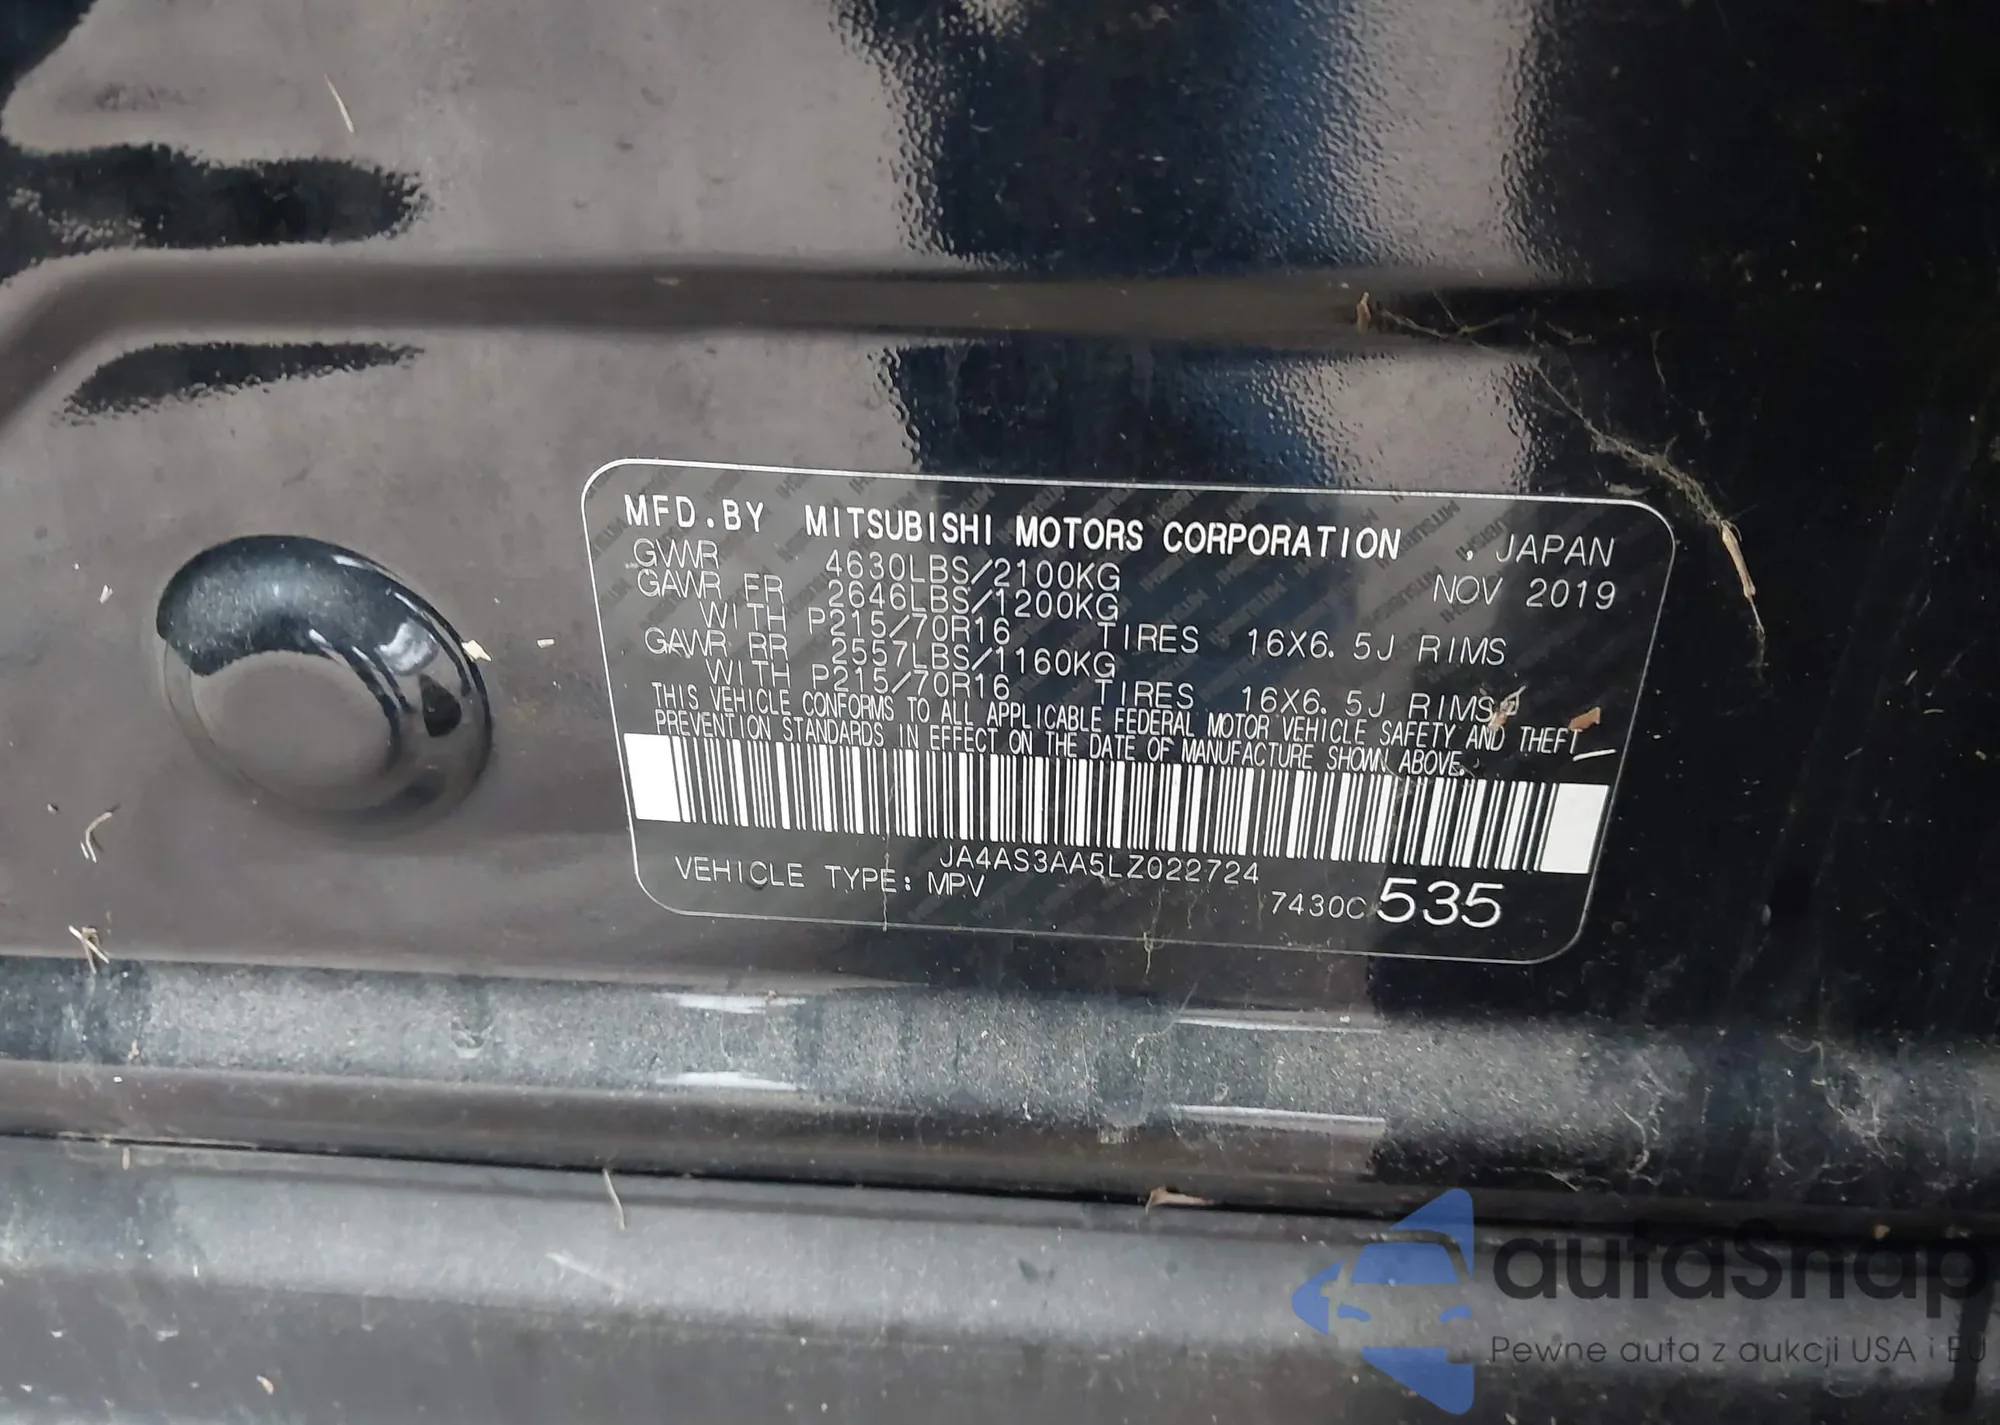 MFD.BY MITSUBISHI MOTORS CORPORATION , JAPAN
GVWR 4630LBS/2100KG NOV 2019
GAWR FR 2646LBS/1200KG
WITH P215/70R16 TIRES 16X6.5J RIMS
GAWR RR 2557LBS/1160KG
WITH P215/70R16 TIRES 16X6.5J RIMS
THIS VEHICLE CONFORMS TO ALL APPLICABLE FEDERAL MOTOR VEHICLE SAFETY AND THEFT
PREVENTION STANDARDS IN EFFECT ON THE DATE OF MANUFACTURE SHOWN ABOVE.
JA4AS3AA5LZ022724
VEHICLE TYPE: MPV 7430C 535
autaSnap
Pewne auta z aukcji USA i EU